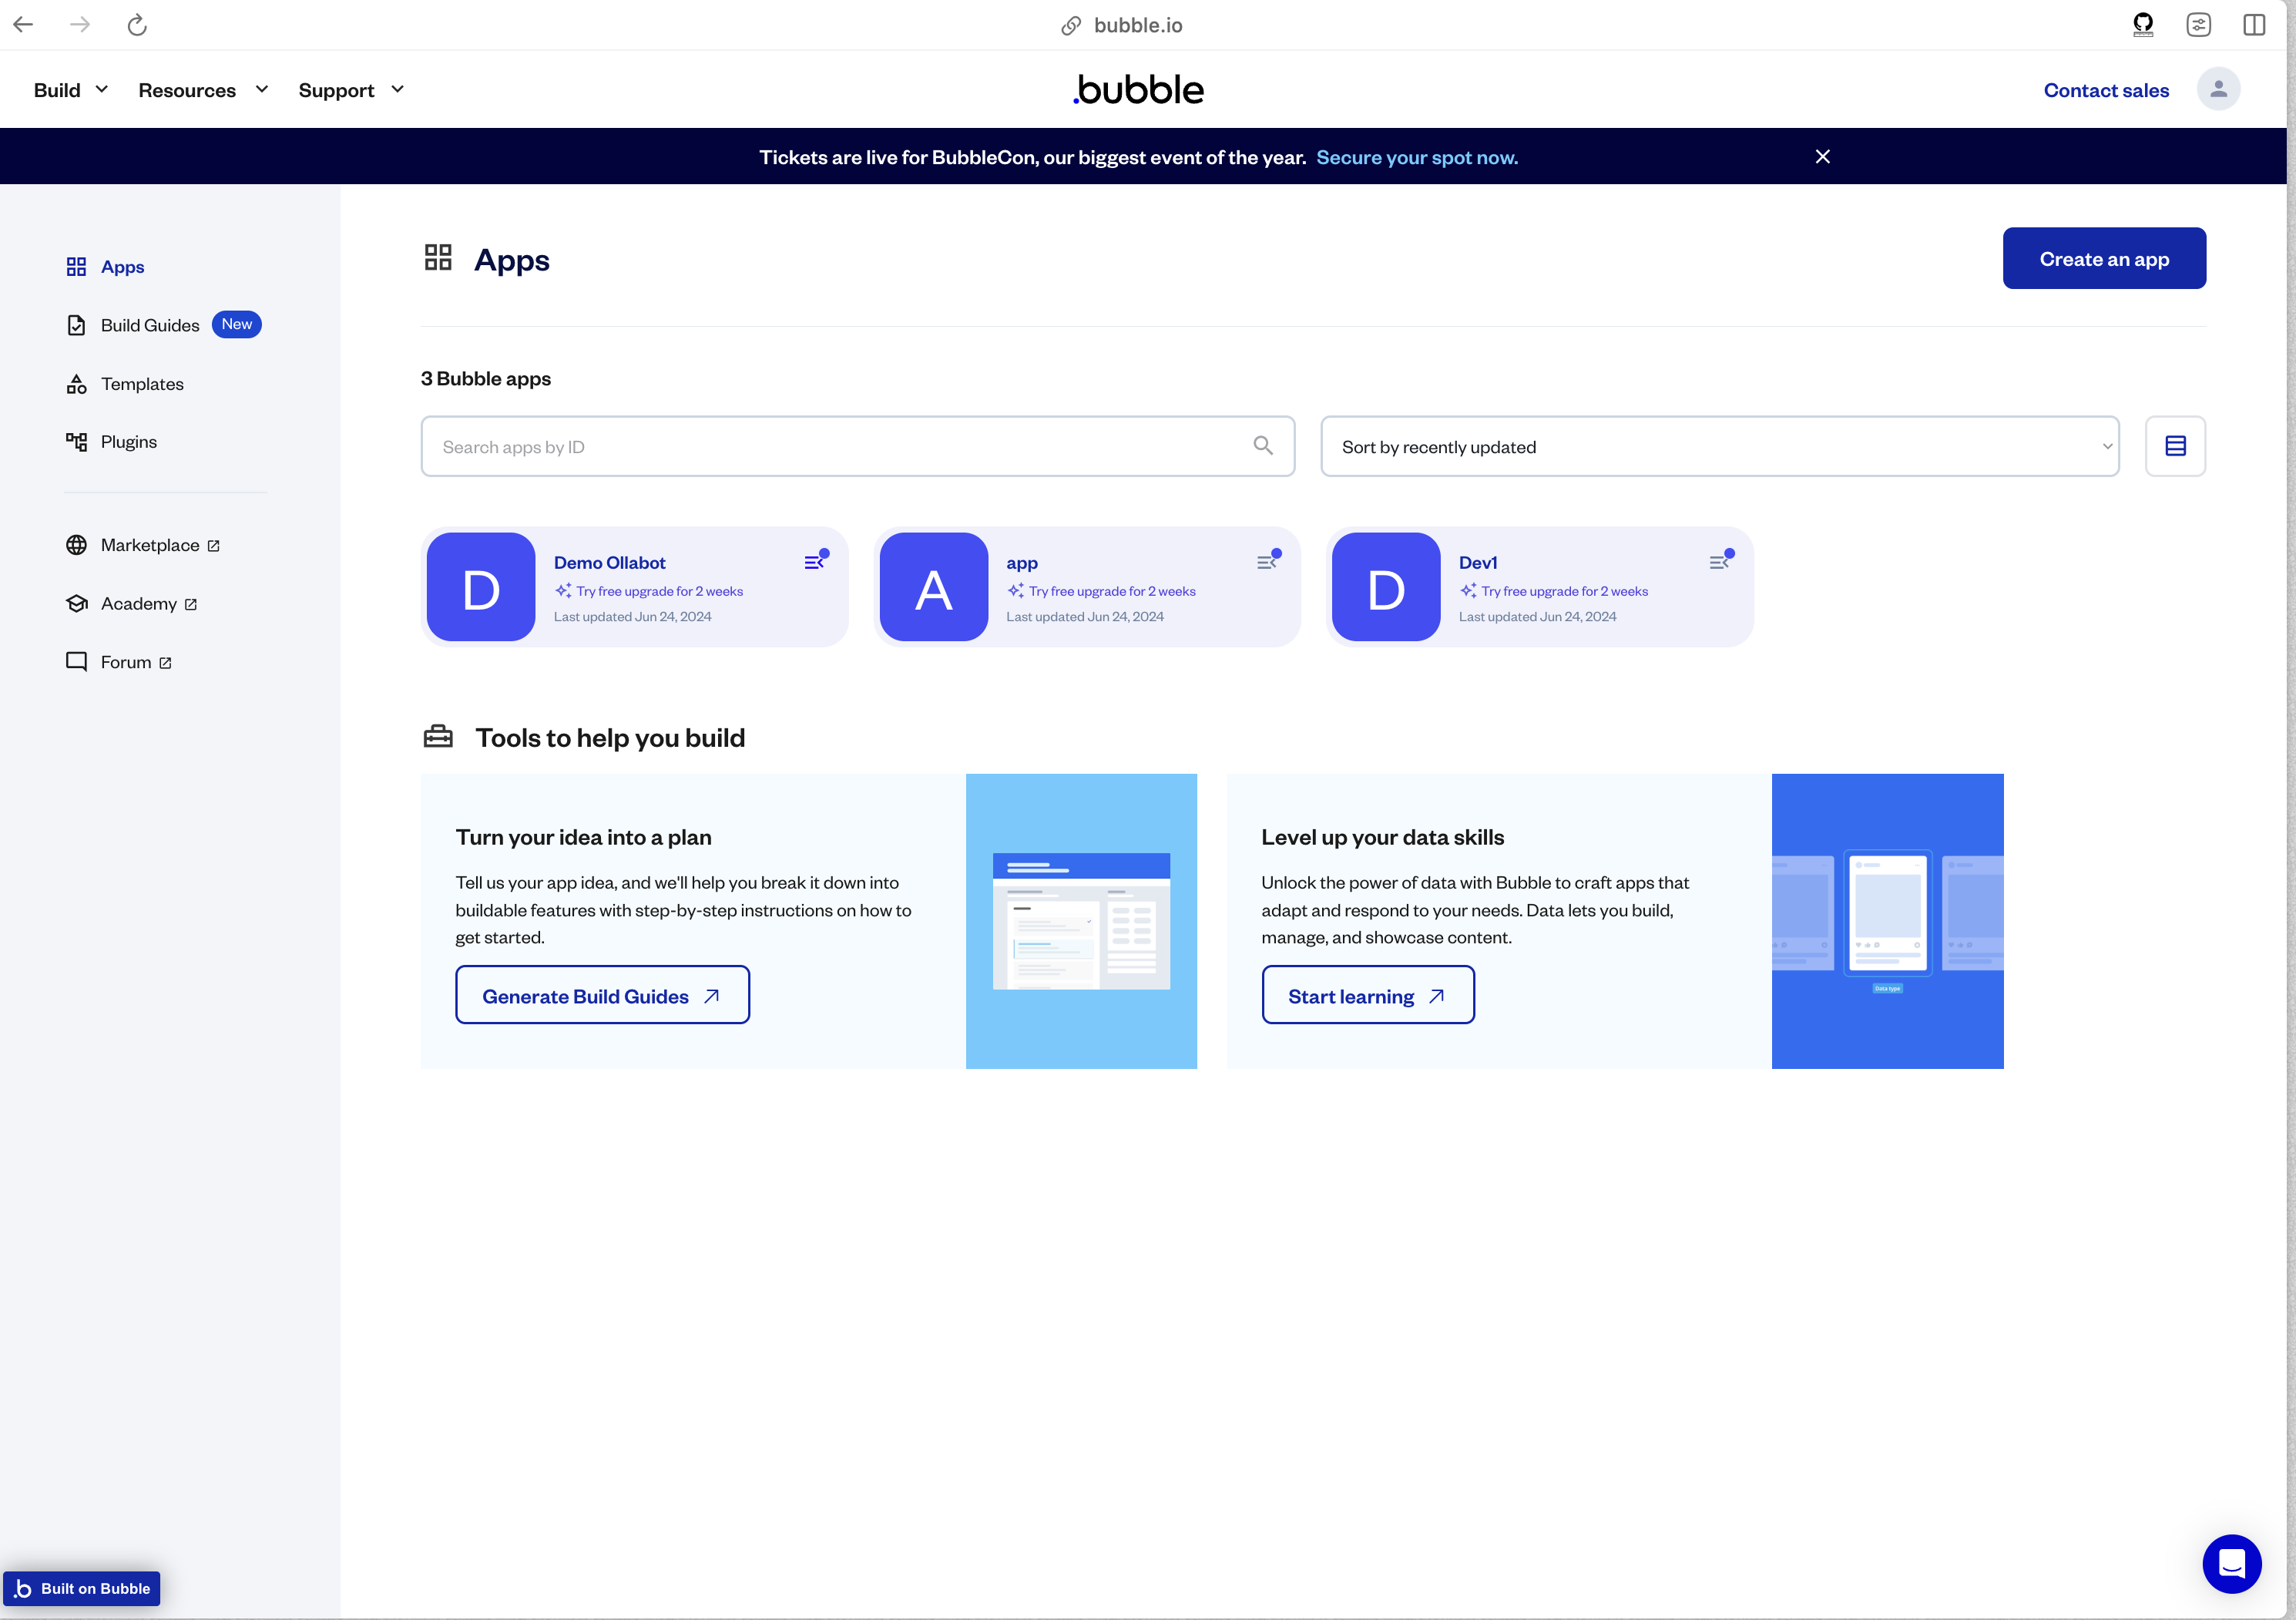 bubble.io
Build
Resources
Support
.bubble
Contact sales
Tickets are live for BubbleCon, our biggest event of the year. Secure your spot now.
Apps
Build Guides New
Templates
Plugins
Marketplace
Academy
Forum
Apps
Create an app
3 Bubble apps
Search apps by ID
Sort by recently updated
D
Demo Ollabot
Try free upgrade for 2 weeks
Last updated Jun 24, 2024
A
app
Try free upgrade for 2 weeks
Last updated Jun 24, 2024
D
Dev1
Try free upgrade for 2 weeks
Last updated Jun 24, 2024
Tools to help you build
Turn your idea into a plan
Tell us your app idea, and we'll help you break it down into
buildable features with step-by-step instructions on how to
get started.
Generate Build Guides
Level up your data skills
Unlock the power of data with Bubble to craft apps that
adapt and respond to your needs. Data lets you build,
manage, and showcase content.
Start learning
Data type
.b Built on Bubble